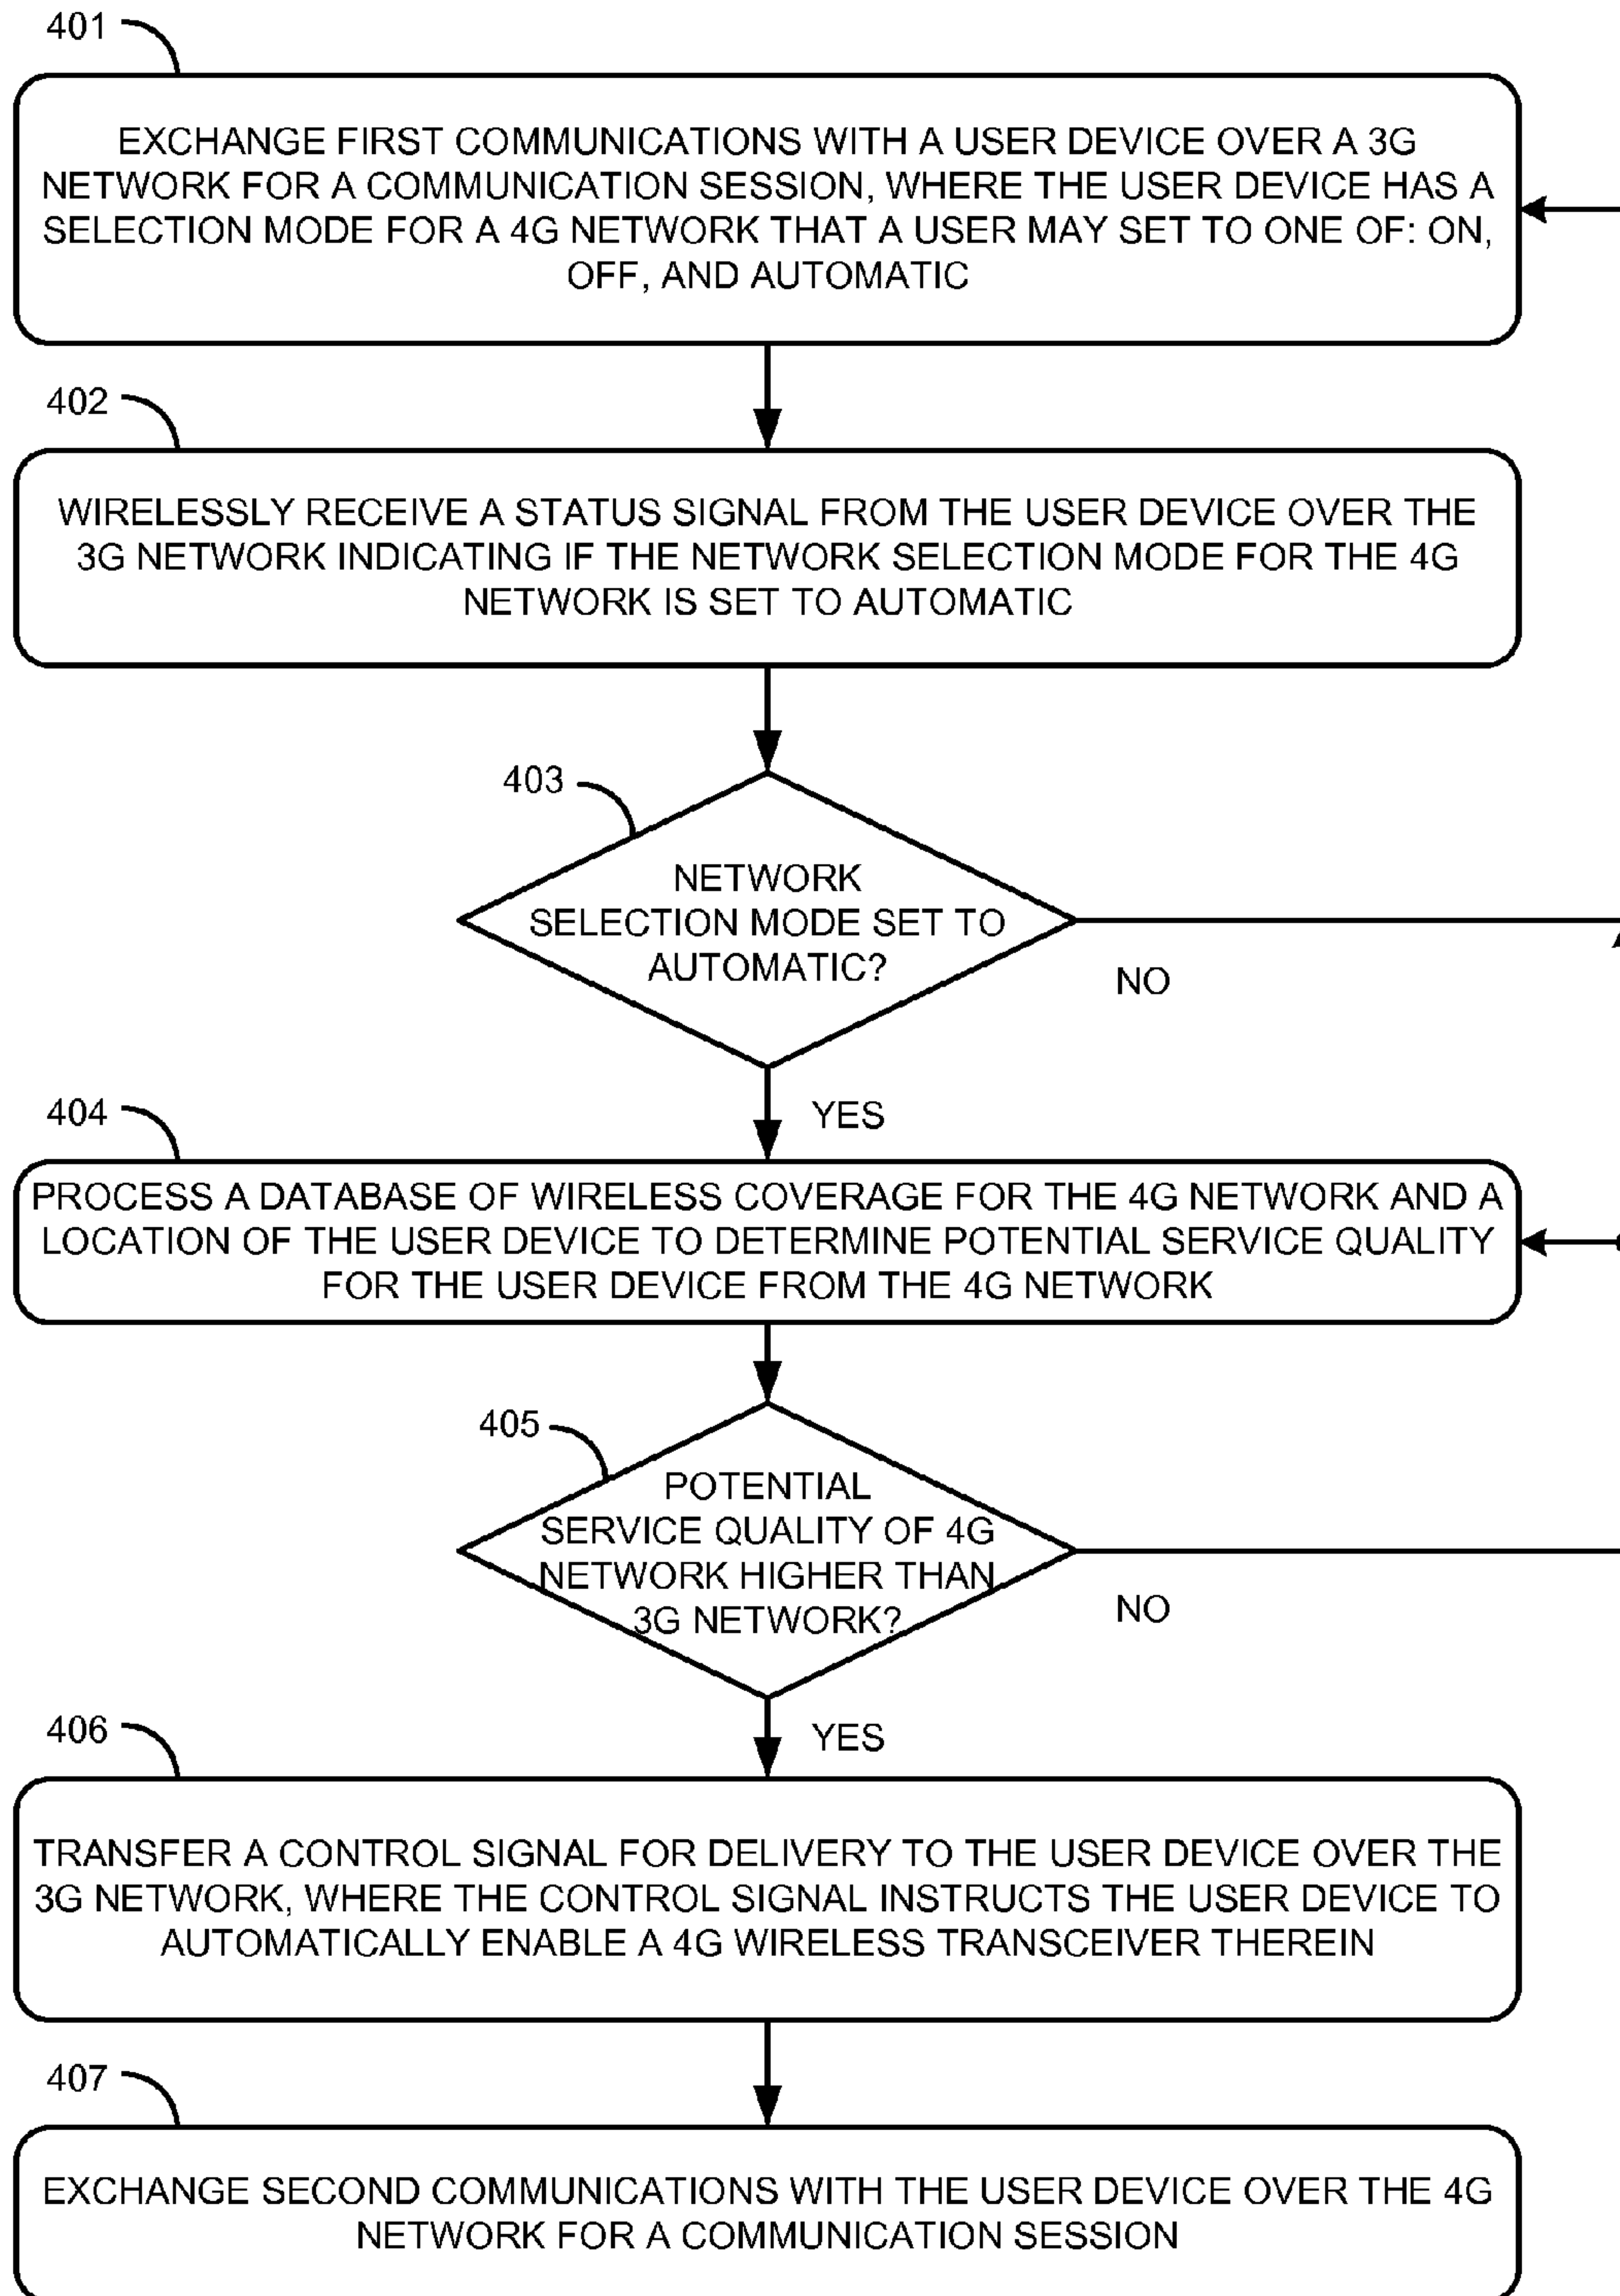 401
EXCHANGE FIRST COMMUNICATIONS WITH A USER DEVICE OVER A 3G
NETWORK FOR A COMMUNICATION SESSION, WHERE THE USER DEVICE HAS A
SELECTION MODE FOR A 4G NETWORK THAT A USER MAY SET TO ONE OF: ON,
OFF, AND AUTOMATIC
402
WIRELESSLY RECEIVE A STATUS SIGNAL FROM THE USER DEVICE OVER THE
3G NETWORK INDICATING IF THE NETWORK SELECTION MODE FOR THE 4G
NETWORK IS SET TO AUTOMATIC
403
NETWORK
SELECTION MODE SET TO
AUTOMATIC?
NO
YES
404
PROCESS A DATABASE OF WIRELESS COVERAGE FOR THE 4G NETWORK AND A
LOCATION OF THE USER DEVICE TO DETERMINE POTENTIAL SERVICE QUALITY
FOR THE USER DEVICE FROM THE 4G NETWORK
405
POTENTIAL
SERVICE QUALITY OF 4G
NETWORK HIGHER THAN
3G NETWORK?
NO
YES
406
TRANSFER A CONTROL SIGNAL FOR DELIVERY TO THE USER DEVICE OVER THE
3G NETWORK, WHERE THE CONTROL SIGNAL INSTRUCTS THE USER DEVICE TO
AUTOMATICALLY ENABLE A 4G WIRELESS TRANSCEIVER THEREIN
407
EXCHANGE SECOND COMMUNICATIONS WITH THE USER DEVICE OVER THE 4G
NETWORK FOR A COMMUNICATION SESSION